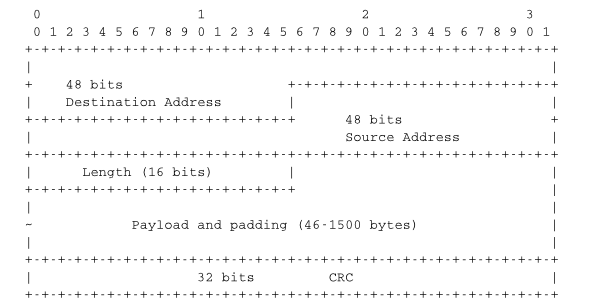 0                   1                   2                   3
0 1 2 3 4 5 6 7 8 9 0 1 2 3 4 5 6 7 8 9 0 1 2 3 4 5 6 7 8 9 0 1
48 bits
Destination Address
48 bits
Source Address
Length (16 bits)
Payload and padding (46-1500 bytes)
32 bits         CRC